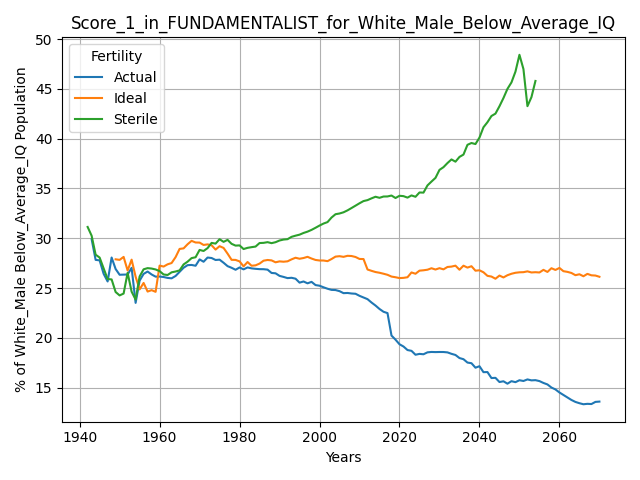 Score_1_in_FUNDAMENTALIST_for_White_Male_Below_Average_IQ
Fertility
Actual
Ideal
Sterile
% of White_Male Below_Average_IQ Population
50
45
40
35
30
25
20
15
1940 1960 1980 2000 2020 2040 2060
Years